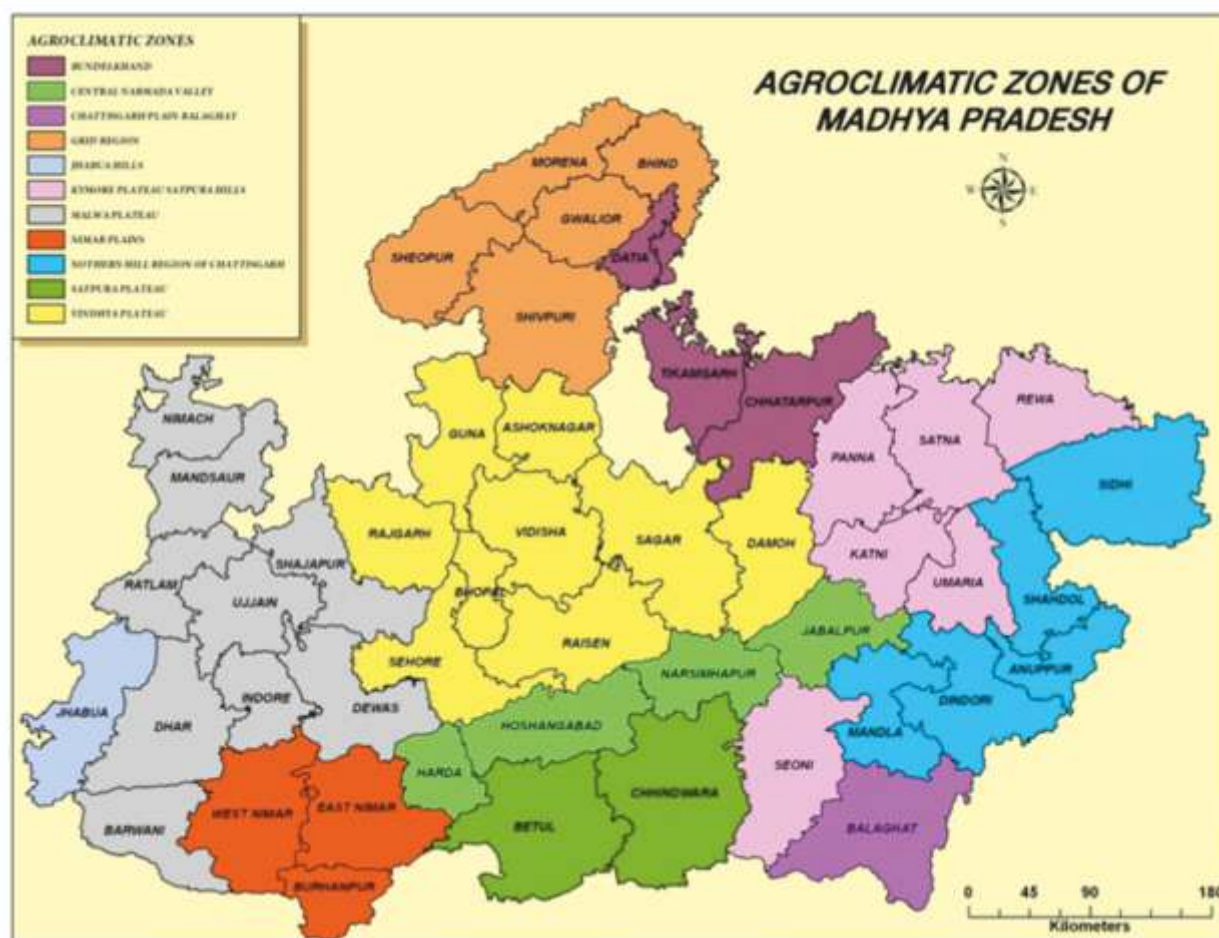 AGROCLIMATIC ZONES
BUNDELKHAND
CENTRAL NARMADA VALLEY
CHATTISGARH PLAIN BALAGHAT
GRID REGION
JHABUA HILLS
KYMORE PLATEAU SATPURA HILLS
MALWA PLATEAU
NIMAR PLAINS
NOTHERN HILL REGION OF CHATTISGARH
SATPURA PLATEAU
VINDHYA PLATEAU
AGROCLIMATIC ZONES OF
MADHYA PRADESH
N
W
E
S
MORENA
BHIND
GWALIOR
SHEOPUR
DATIA
SHIVPURI
TIKAMGARH
CHHATARPUR
NIMACH
GUNA
ASHOKNAGAR
REWA
SATNA
PANNA
MANDSAUR
SIDHI
RAJGARH
VIDISHA
SAGAR
DAMOH
KATNI
UMARIA
SHAJAPUR
RATLAM
UJJAIN
BHOPAL
SHAHDOL
JABALPUR
RAISEN
SEHORE
NARSIMHAPUR
ANUPPUR
DINDORI
JHABUA
DHAR
INDORE
DEWAS
HOSHANGABAD
MANDLA
HARDA
SEONI
CHHINDWARA
WEST NIMAR
EAST NIMAR
BARWANI
BETUL
BALAGHAT
BURHANPUR
0 45 90 180
Kilometers